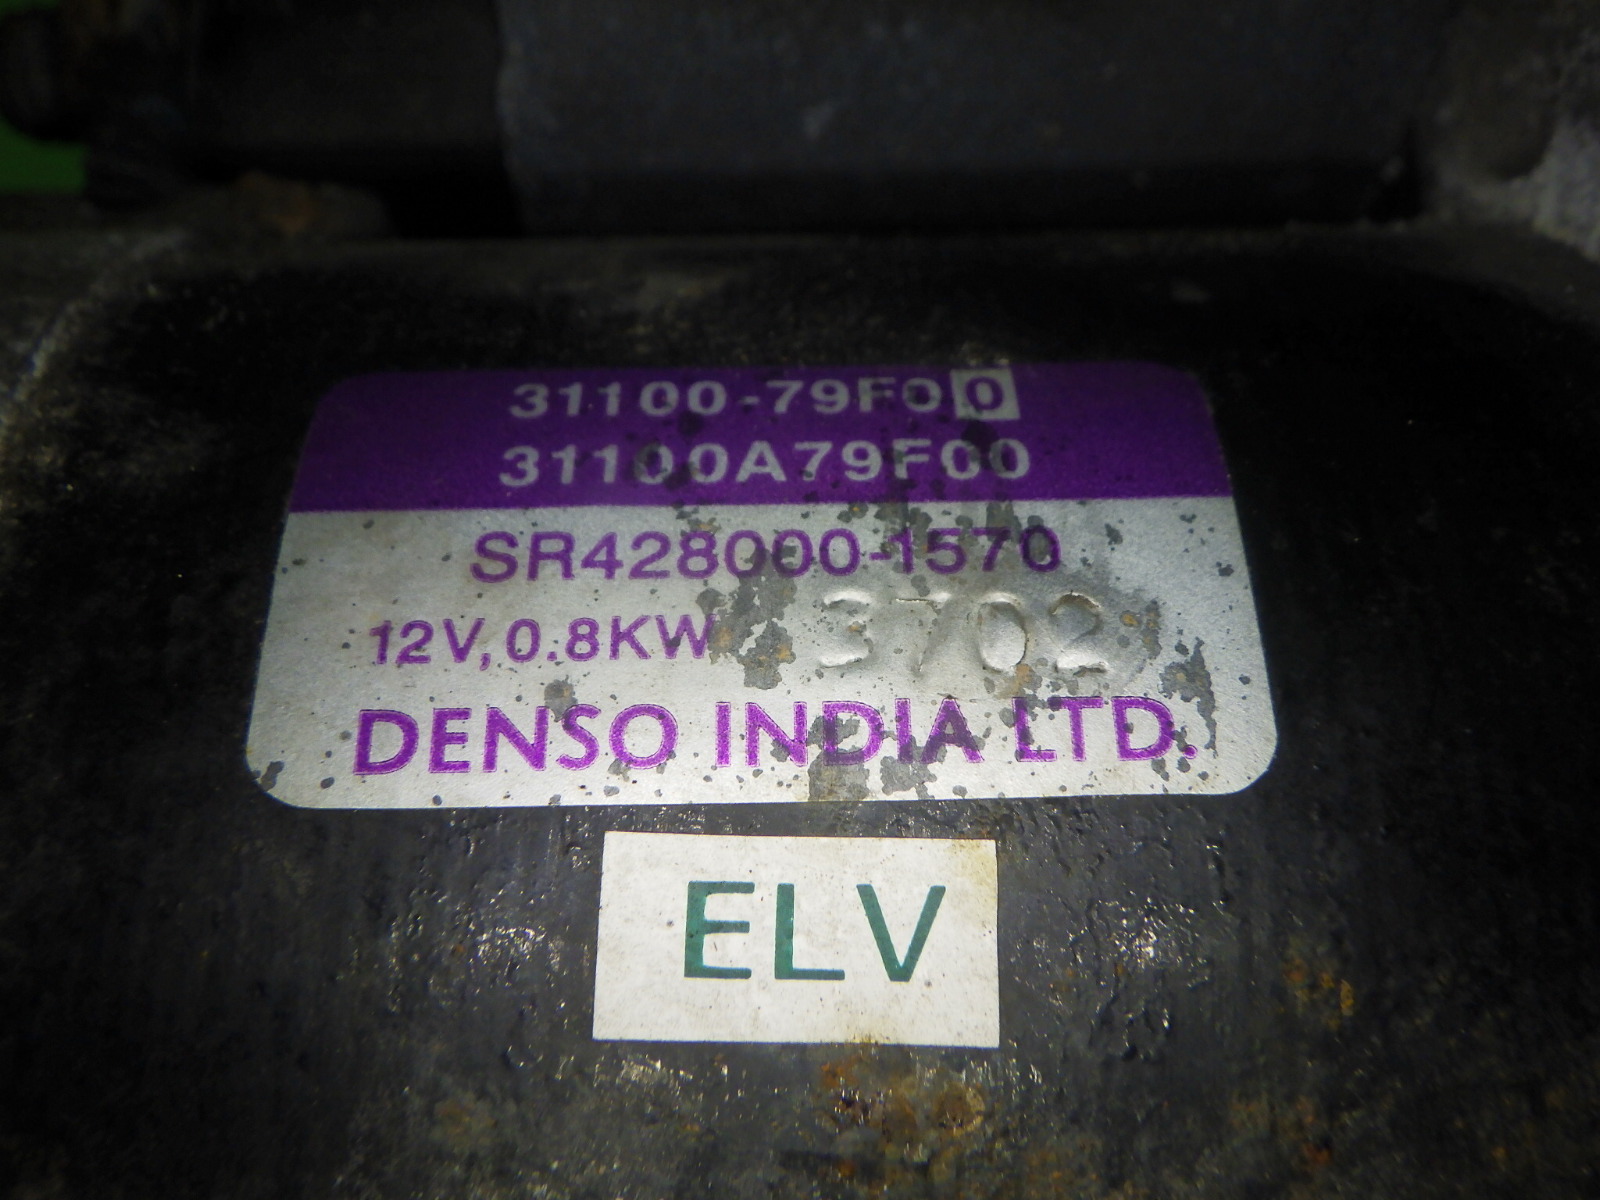 31100-79F00
31100A79F00
SR428000-1570
12V, 0.8KW 3702
DENSO INDIA LTD.
ELV